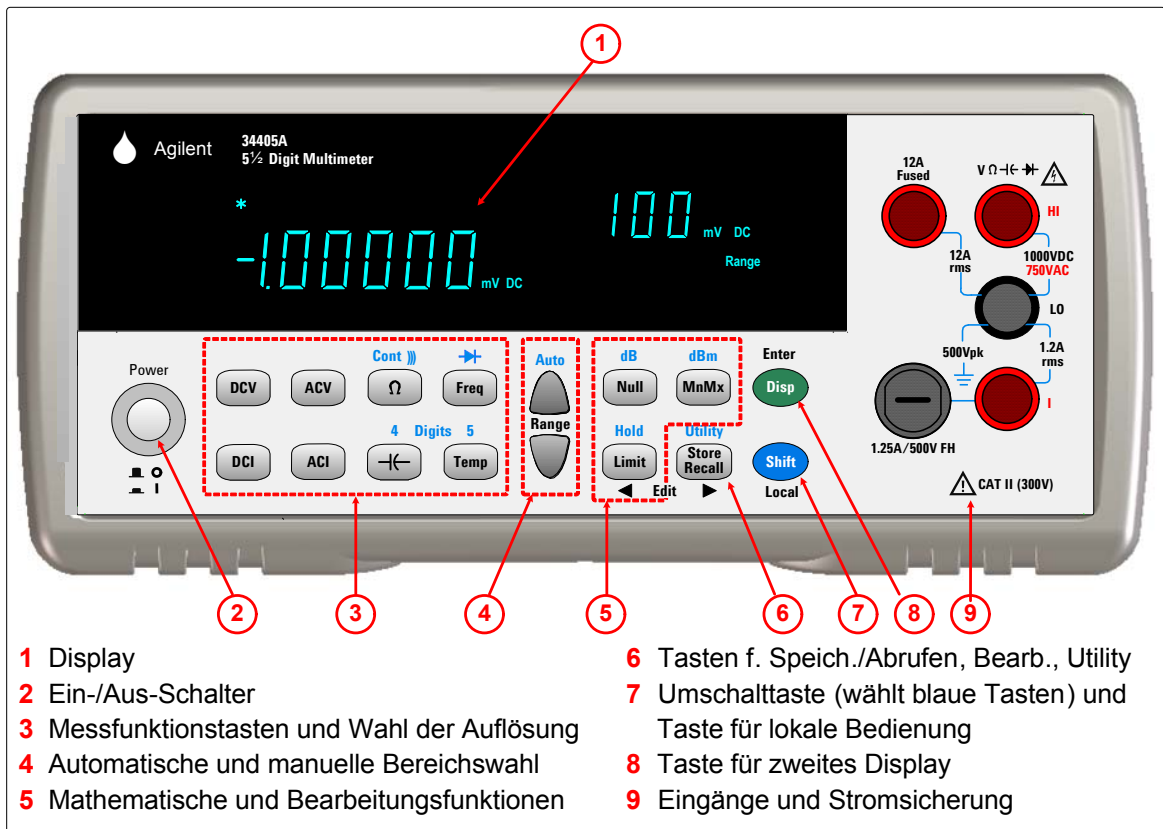 1
Agilent
34405A
5½ Digit Multimeter
*
-1.00000 mV DC
100 mV DC
Range
12A
Fused
V Ω ⊣(⊢ ➔|
HI
12A
rms
1000VDC
750VAC
LO
500Vpk
1.2A
rms
I
1.25A/500V FH
CAT II (300V)
Power
O
I
Cont )))
DCV
ACV
Ω
Freq
4 Digits 5
DCI
ACI
Temp
Auto
Range
dB
dBm
Null
MnMx
Hold
Utility
Limit
Store
Recall
◀ Edit ▶
Enter
Disp
Shift
Local
2
3
4
5
6
7
8
9
1 Display
2 Ein-/Aus-Schalter
3 Messfunktionstasten und Wahl der Auflösung
4 Automatische und manuelle Bereichswahl
5 Mathematische und Bearbeitungsfunktionen
6 Tasten f. Speich./Abrufen, Bearb., Utility
7 Umschalttaste (wählt blaue Tasten) und
Taste für lokale Bedienung
8 Taste für zweites Display
9 Eingänge und Stromsicherung